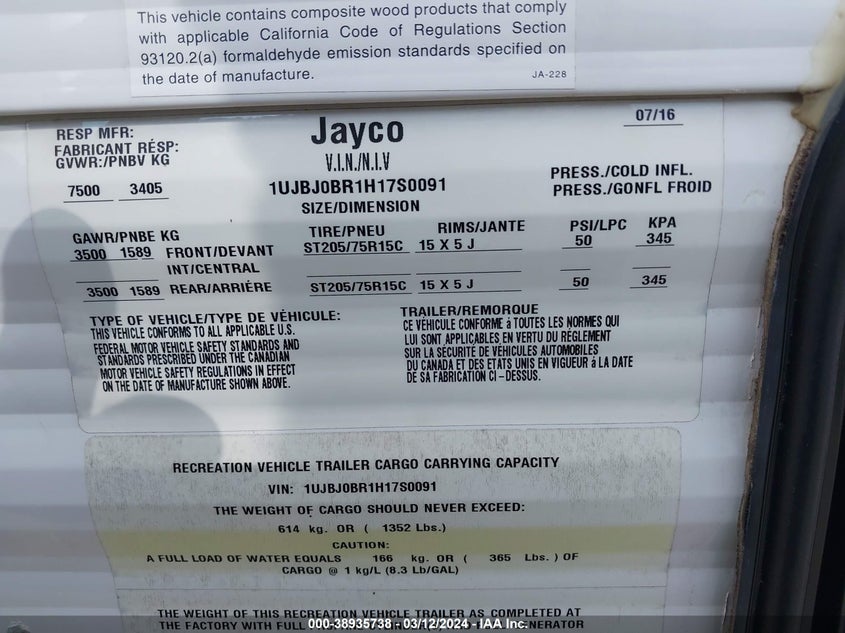 This vehicle contains composite wood products that comply
with applicable California Code of Regulations Section
93120.2(a) formaldehyde emission standards specified on
the date of manufacture.
JA-228
RESP MFR: Jayco 07/16
FABRICANT RÉSP:
GVWR:/PNBV KG V.I.N./N.I.V
7500 3405 1UJBJ0BR1H17S0091 PRESS./COLD INFL.
SIZE/DIMENSION PRESS./GONFL FROID
GAWR/PNBE KG TIRE/PNEU RIMS/JANTE PSI/LPC KPA
3500 1589 FRONT/DEVANT ST205/75R15C 15 X 5 J 50 345
INT/CENTRAL
3500 1589 REAR/ARRIÈRE ST205/75R15C 15 X 5 J 50 345
TYPE OF VEHICLE/TYPE DE VÉHICULE: TRAILER/REMORQUE
THIS VEHICLE CONFORMS TO ALL APPLICABLE U.S.
FEDERAL MOTOR VEHICLE SAFETY STANDARDS AND
STANDARDS PRESCRIBED UNDER THE CANADIAN
MOTOR VEHICLE SAFETY REGULATIONS IN EFFECT
ON THE DATE OF MANUFACTURE SHOWN ABOVE.
CE VÉHICULE CONFORME à TOUTES LES NORMES QUI
LUI SONT APPLICABLES EN VERTU DU RÈGLEMENT
SUR LA SÉCURITÉ DE VÉHICULES AUTOMOBILES
DU CANADA ET DES ETATS UNIS EN VIGUEUR à LA DATE
DE SA FABRICATION CI-DESSUS.
RECREATION VEHICLE TRAILER CARGO CARRYING CAPACITY
VIN: 1UJBJ0BR1H17S0091
THE WEIGHT OF CARGO SHOULD NEVER EXCEED:
614 kg. OR ( 1352 Lbs.)
CAUTION:
A FULL LOAD OF WATER EQUALS 166 kg. OR ( 365 Lbs. ) OF
CARGO @ 1 kg/L (8.3 Lb/GAL)
THE WEIGHT OF THIS RECREATION VEHICLE TRAILER AS COMPLETED AT
THE FACTORY WITH FULL GENERATOR
000-38935738 - 03/12/2024 - IAA Inc.